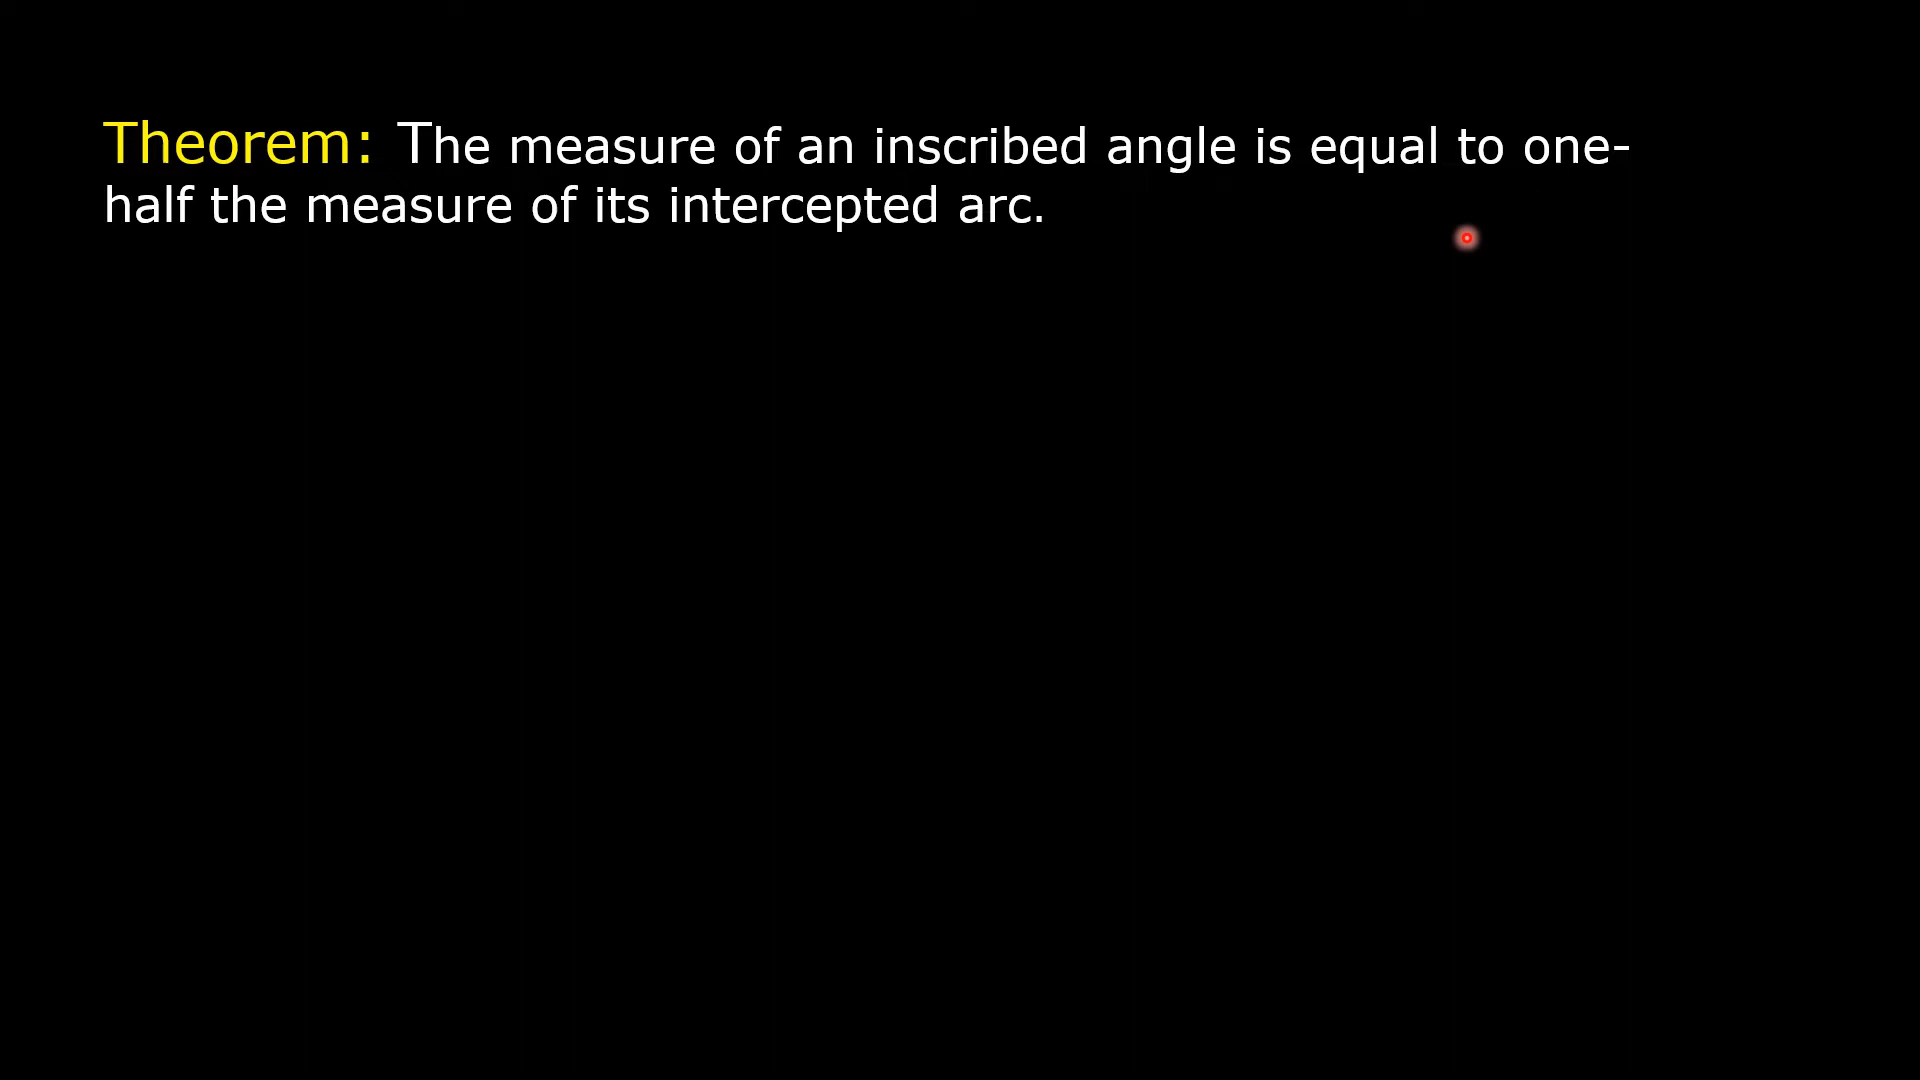 Theorem: The measure of an inscribed angle is equal to one-
half the measure of its intercepted arc.